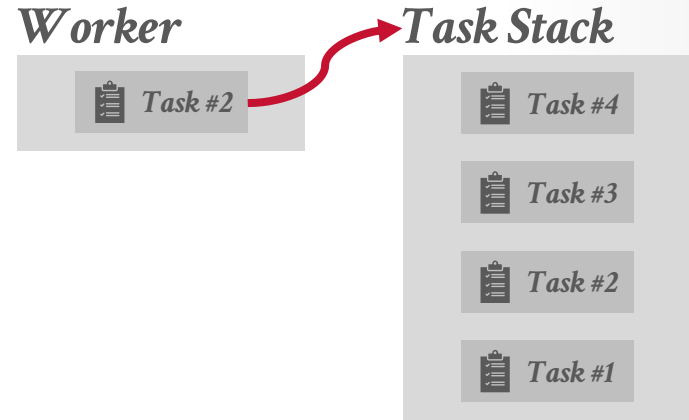 Worker
Task #2
Task Stack
Task #4
Task #3
Task #2
Task #1